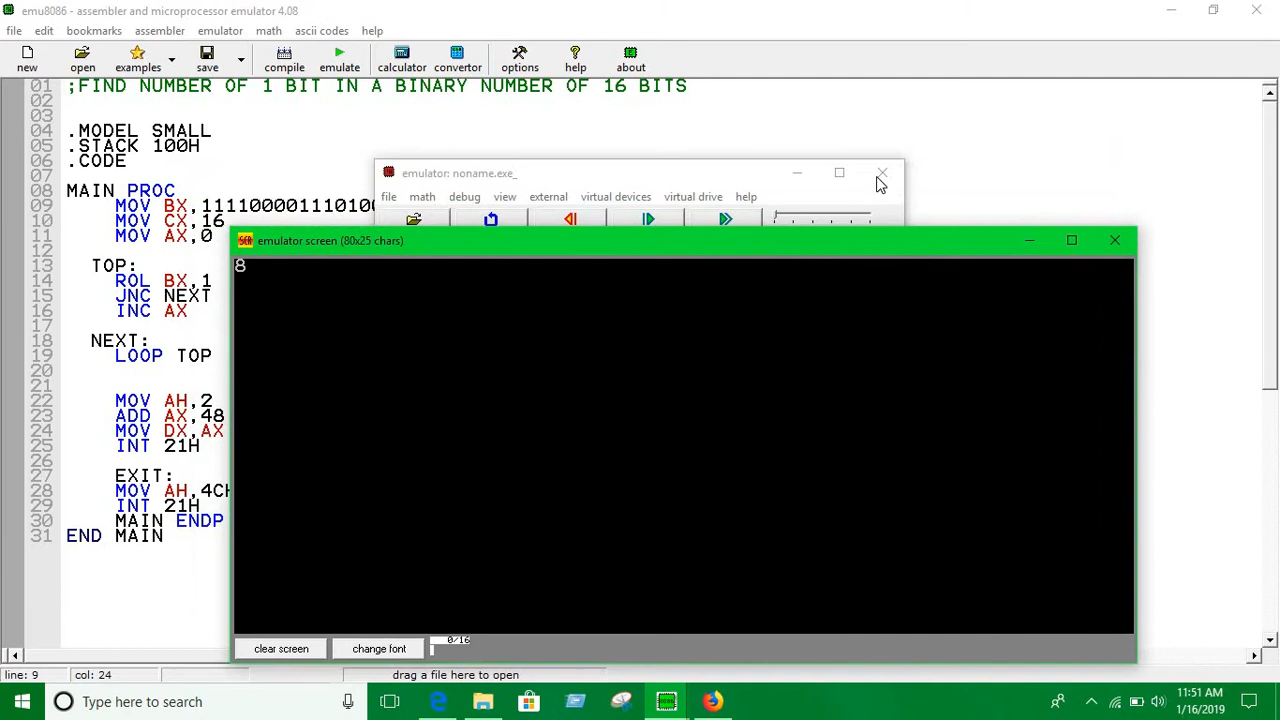 emu8086 - assembler and microprocessor emulator 4.08
file edit bookmarks assembler emulator math ascii codes help
new open examples save compile emulate calculator convertor options help about
01 ;FIND NUMBER OF 1 BIT IN A BINARY NUMBER OF 16 BITS
02
03
04 .MODEL SMALL
05 .STACK 100H
06 .CODE
07
08 MAIN PROC
09 MOV BX,111100001110100
10 MOV CX,16
11 MOV AX,0
12
13 TOP:
14 ROL BX,1
15 JNC NEXT
16 INC AX
17
18 NEXT:
19 LOOP TOP
20
21
22 MOV AH,2
23 ADD AX,48
24 MOV DX,AX
25 INT 21H
26
27 EXIT:
28 MOV AH,4CH
29 INT 21H
30 MAIN ENDP
31 END MAIN
emulator: noname.exe_
file math debug view external virtual devices virtual drive help
SCR emulator screen (80x25 chars)
8
clear screen change font 0/16
line: 9 col: 24 drag a file here to open
Type here to search
11:51 AM
1/16/2019